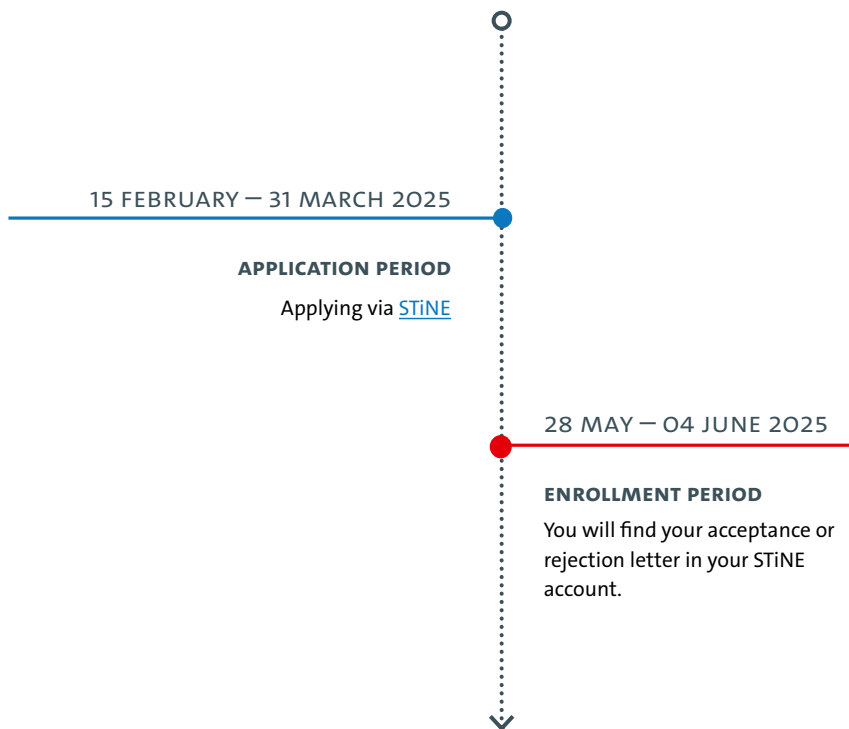 15 FEBRUARY – 31 MARCH 2025
APPLICATION PERIOD
Applying via STiNE
28 MAY – 04 JUNE 2025
ENROLLMENT PERIOD
You will find your acceptance or
rejection letter in your STiNE
account.